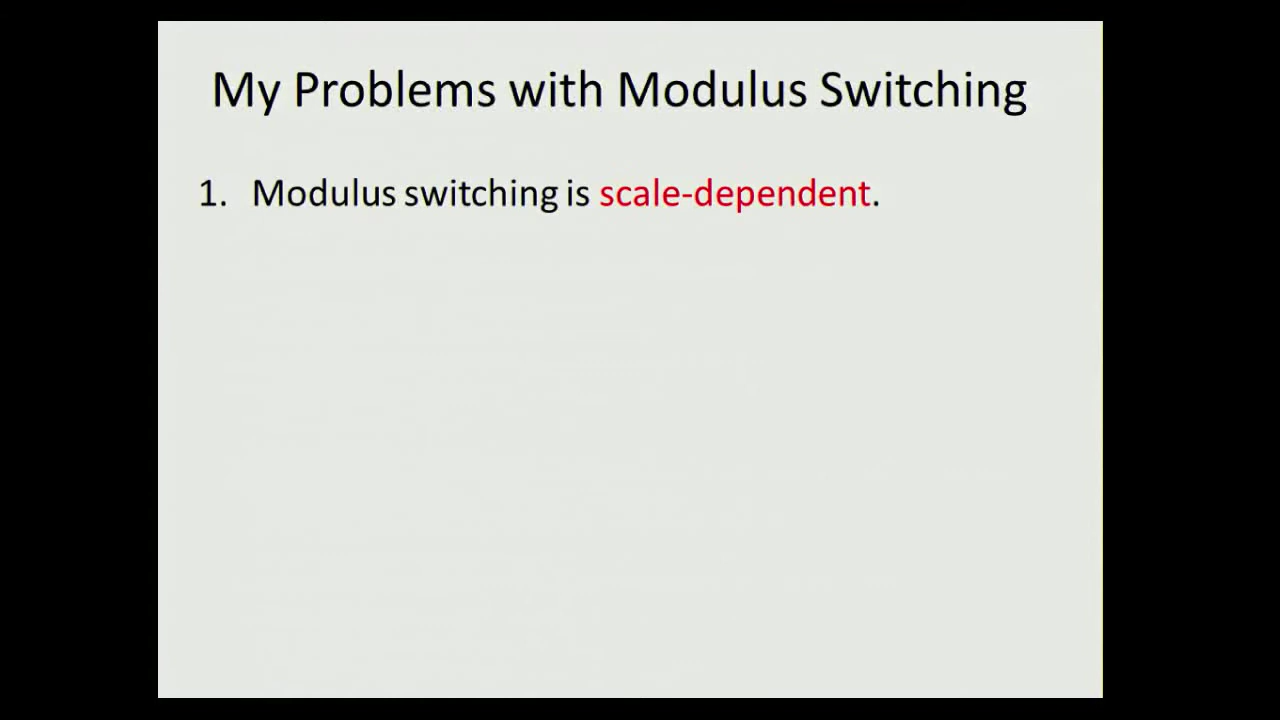 My Problems with Modulus Switching
1. Modulus switching is scale-dependent.